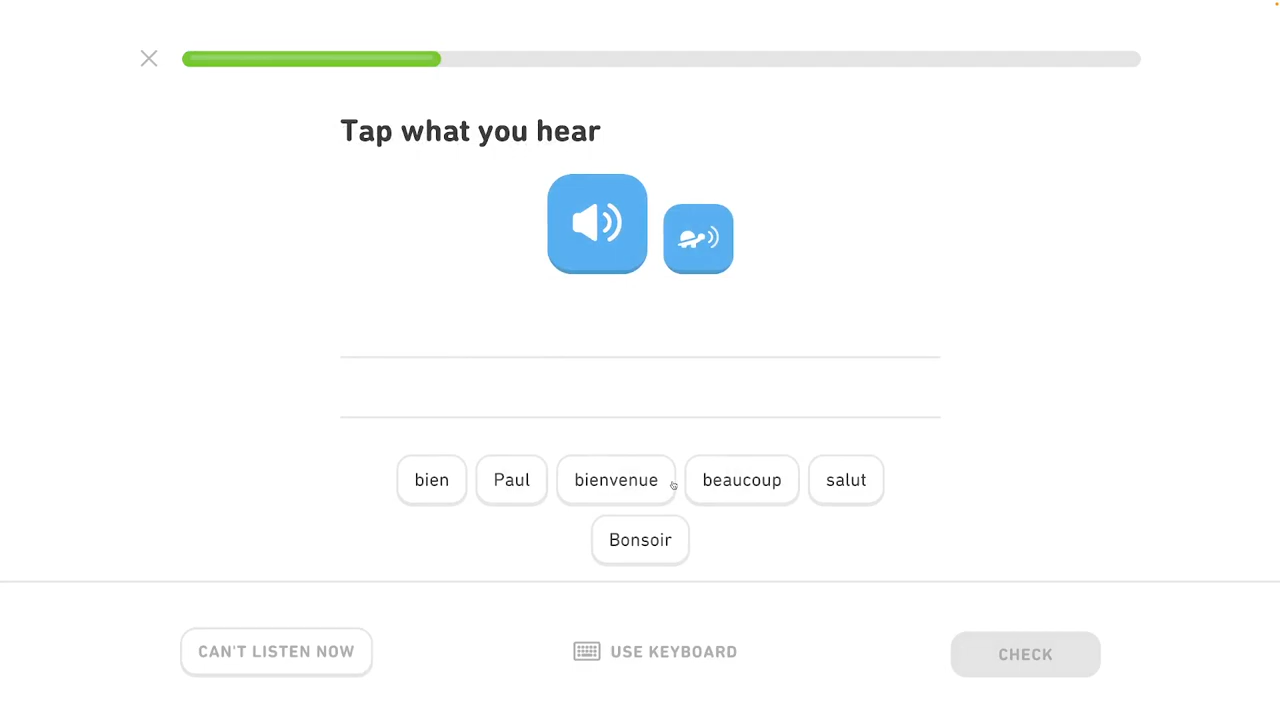 Tap what you hear
bien Paul bienvenue beaucoup salut
Bonsoir
CAN'T LISTEN NOW USE KEYBOARD CHECK